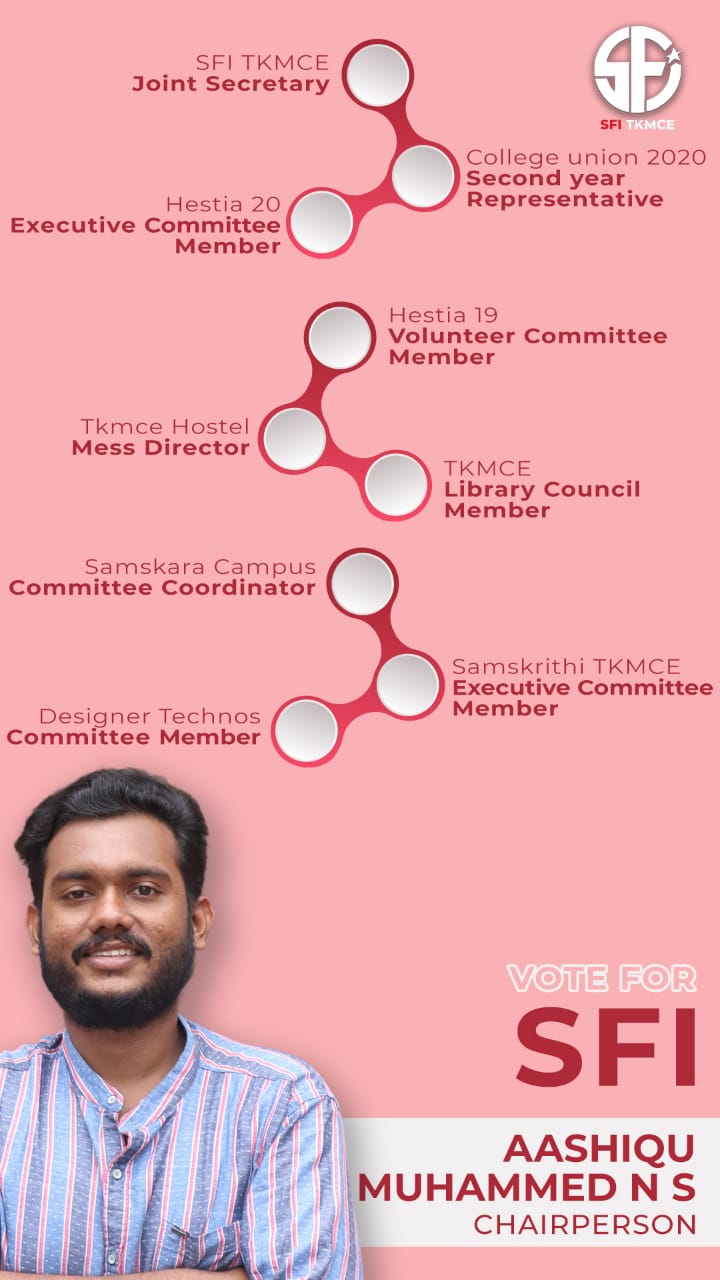 SFI TKMCE
Joint Secretary
SFI
SFI TKMCE
College union 2020
Second year
Representative
Hestia 20
Executive Committee
Member
Hestia 19
Volunteer Committee
Member
Tkmce Hostel
Mess Director
TKMCE
Library Council
Member
Samskara Campus
Committee Coordinator
Samskrithi TKMCE
Executive Committee
Member
Designer Technos
Committee Member
VOTE FOR
SFI
AASHIQU
MUHAMMED N S
CHAIRPERSON